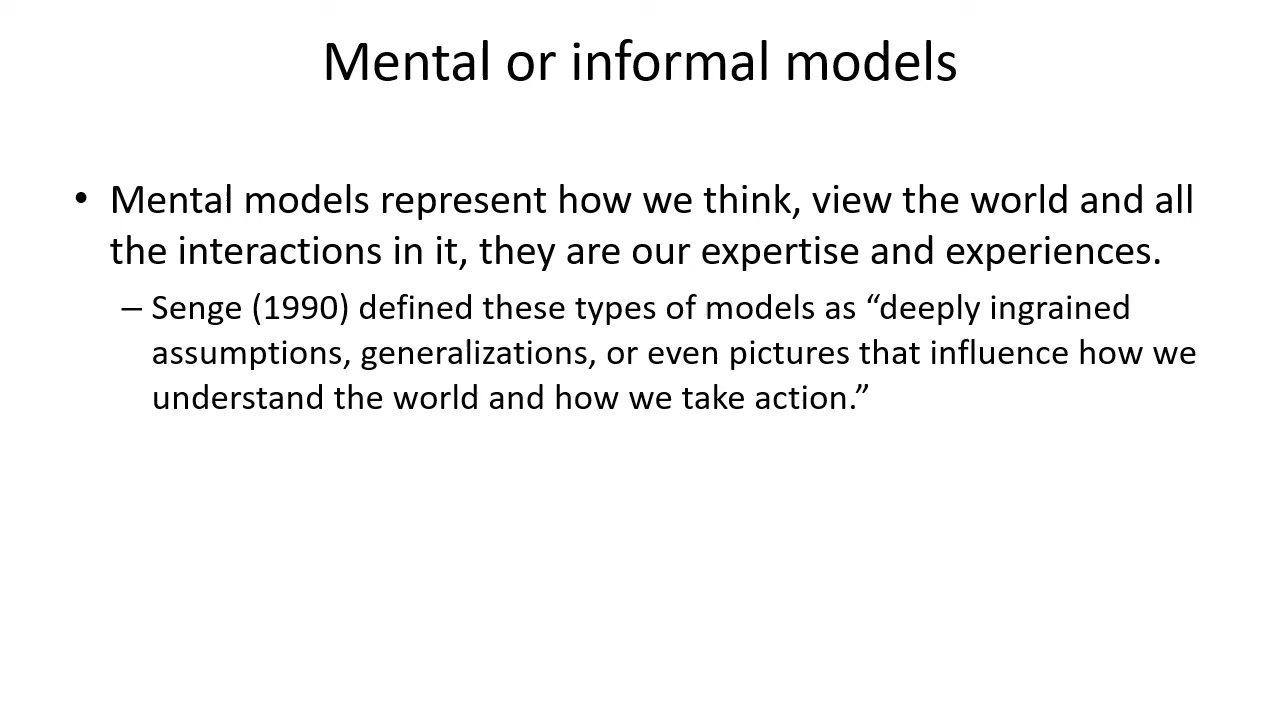 Mental or informal models
• Mental models represent how we think, view the world and all
the interactions in it, they are our expertise and experiences.
– Senge (1990) defined these types of models as “deeply ingrained
assumptions, generalizations, or even pictures that influence how we
understand the world and how we take action.”